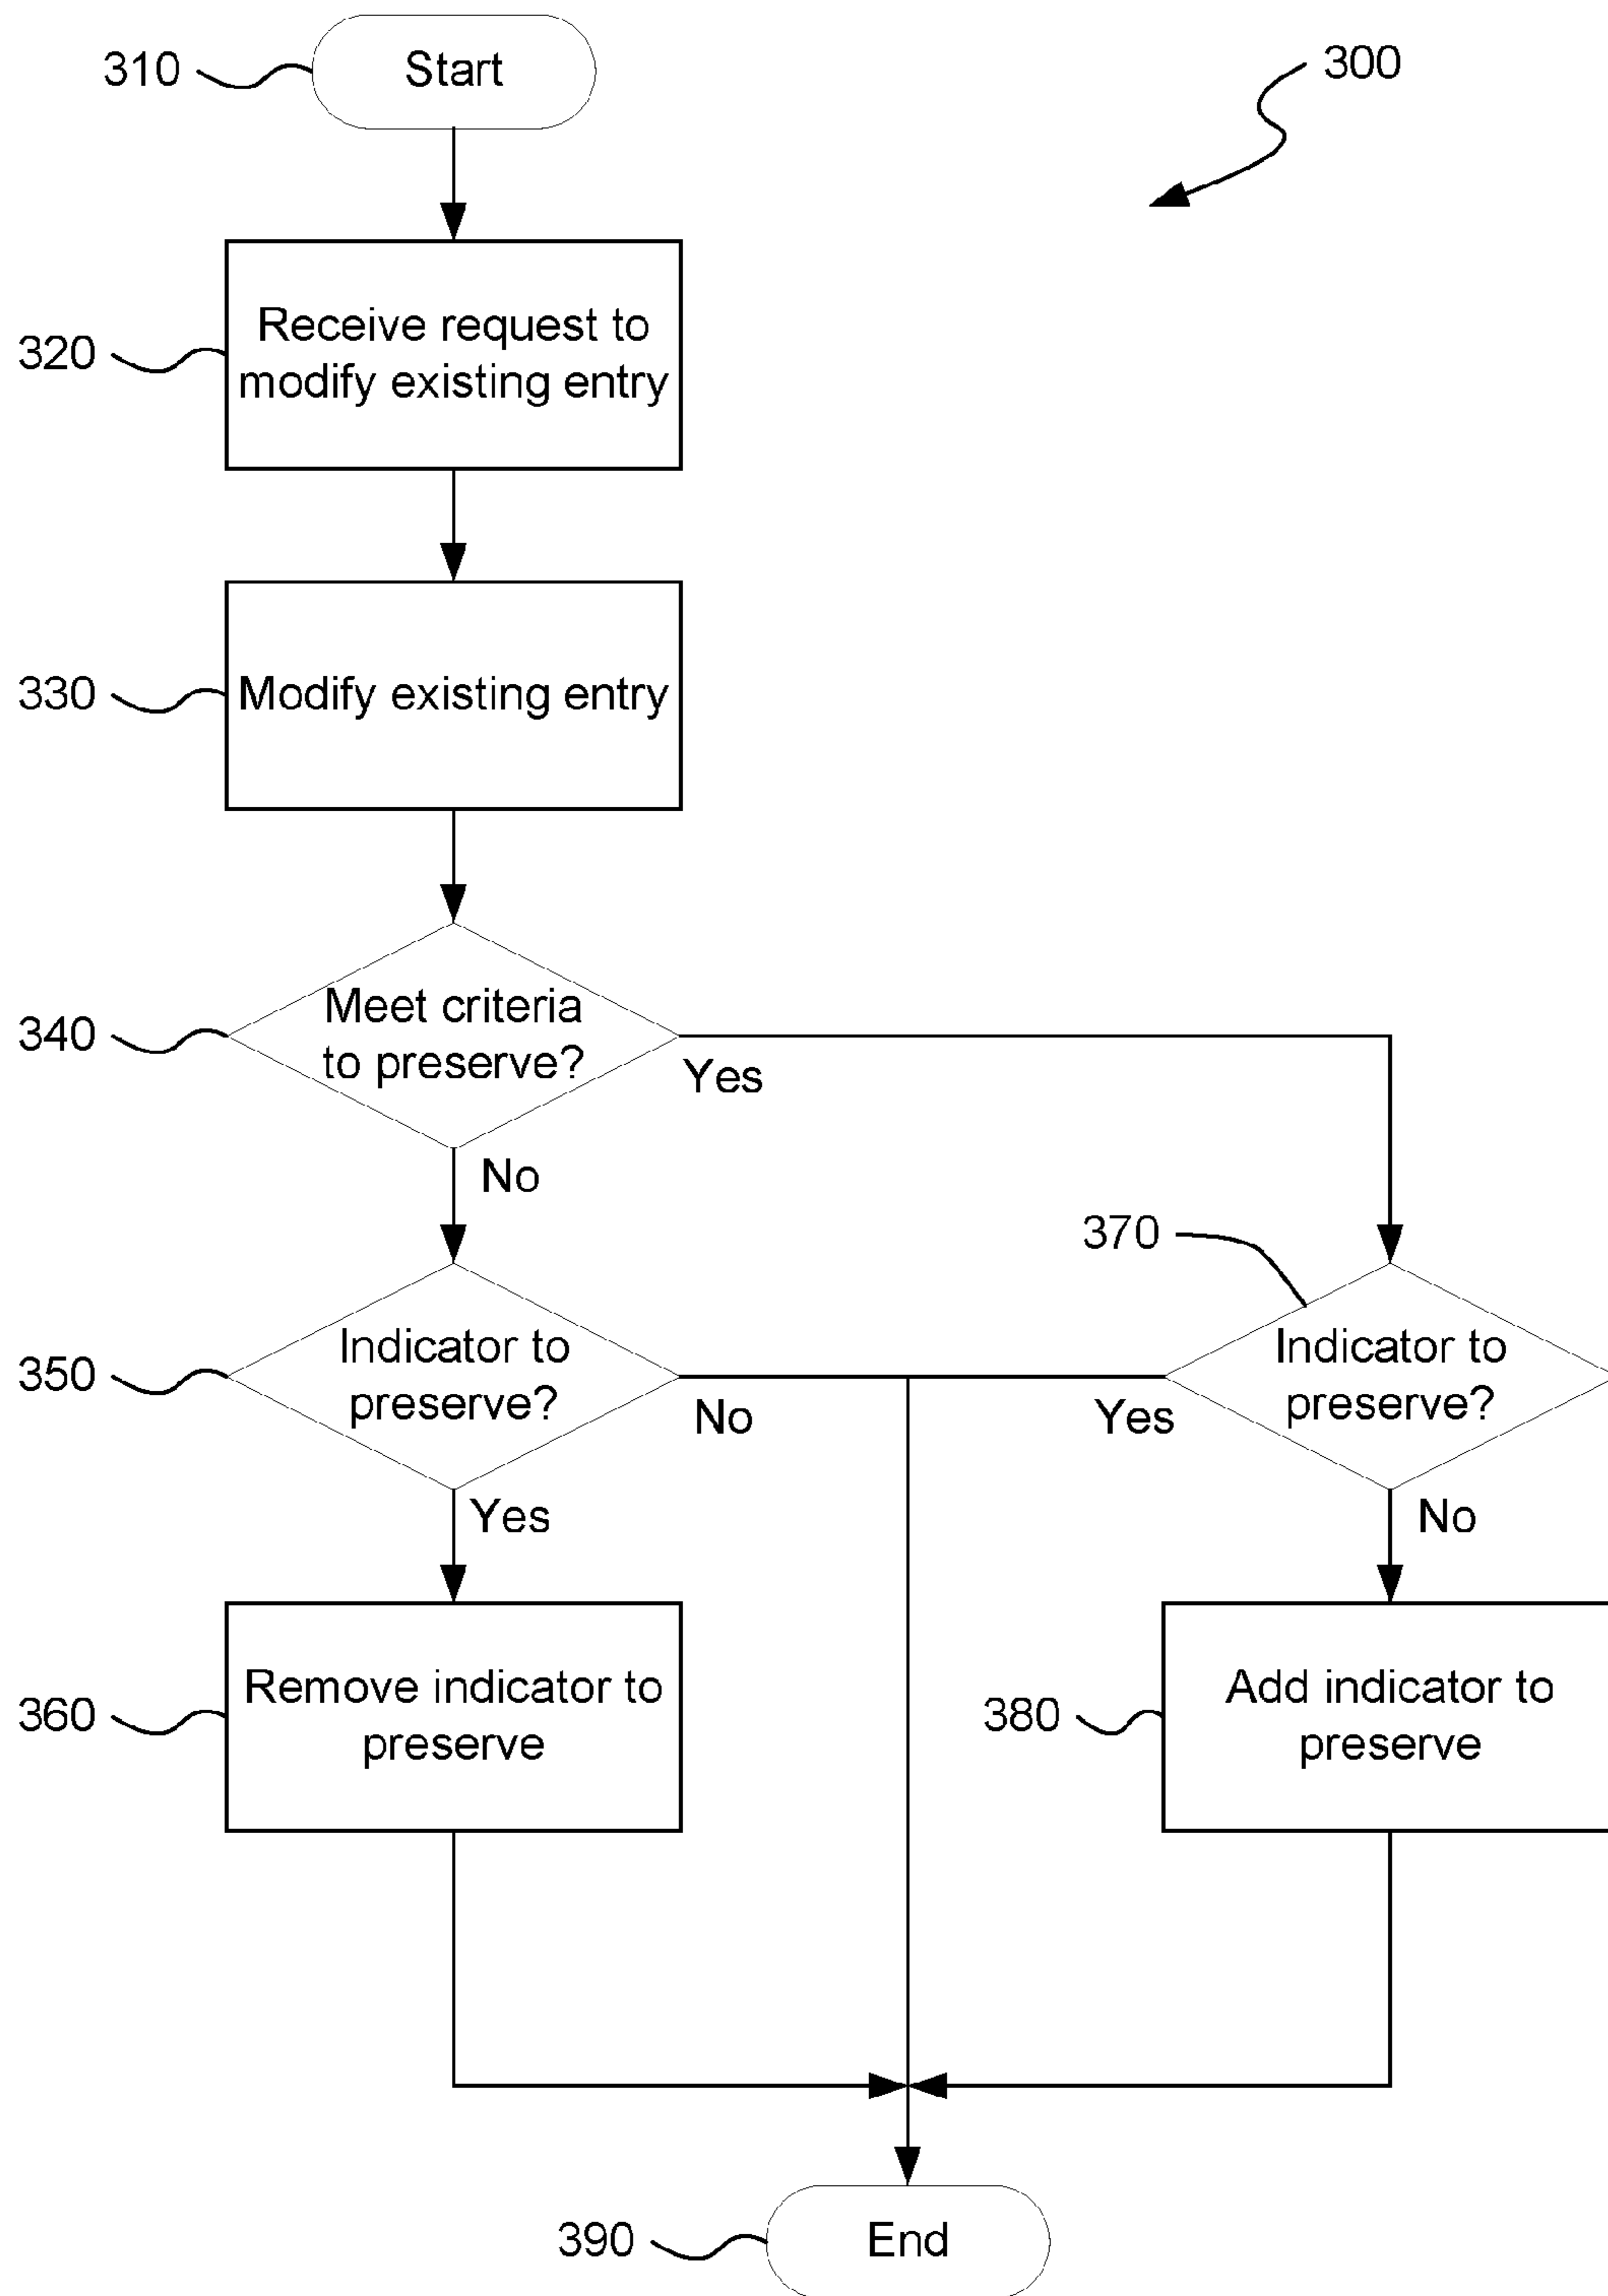 310
Start
300
320
Receive request to
modify existing entry
330
Modify existing entry
340
Meet criteria
to preserve?
Yes
No
370
350
Indicator to
preserve?
No
Yes
Indicator to
preserve?
Yes
No
360
Remove indicator to
preserve
380
Add indicator to
preserve
390
End